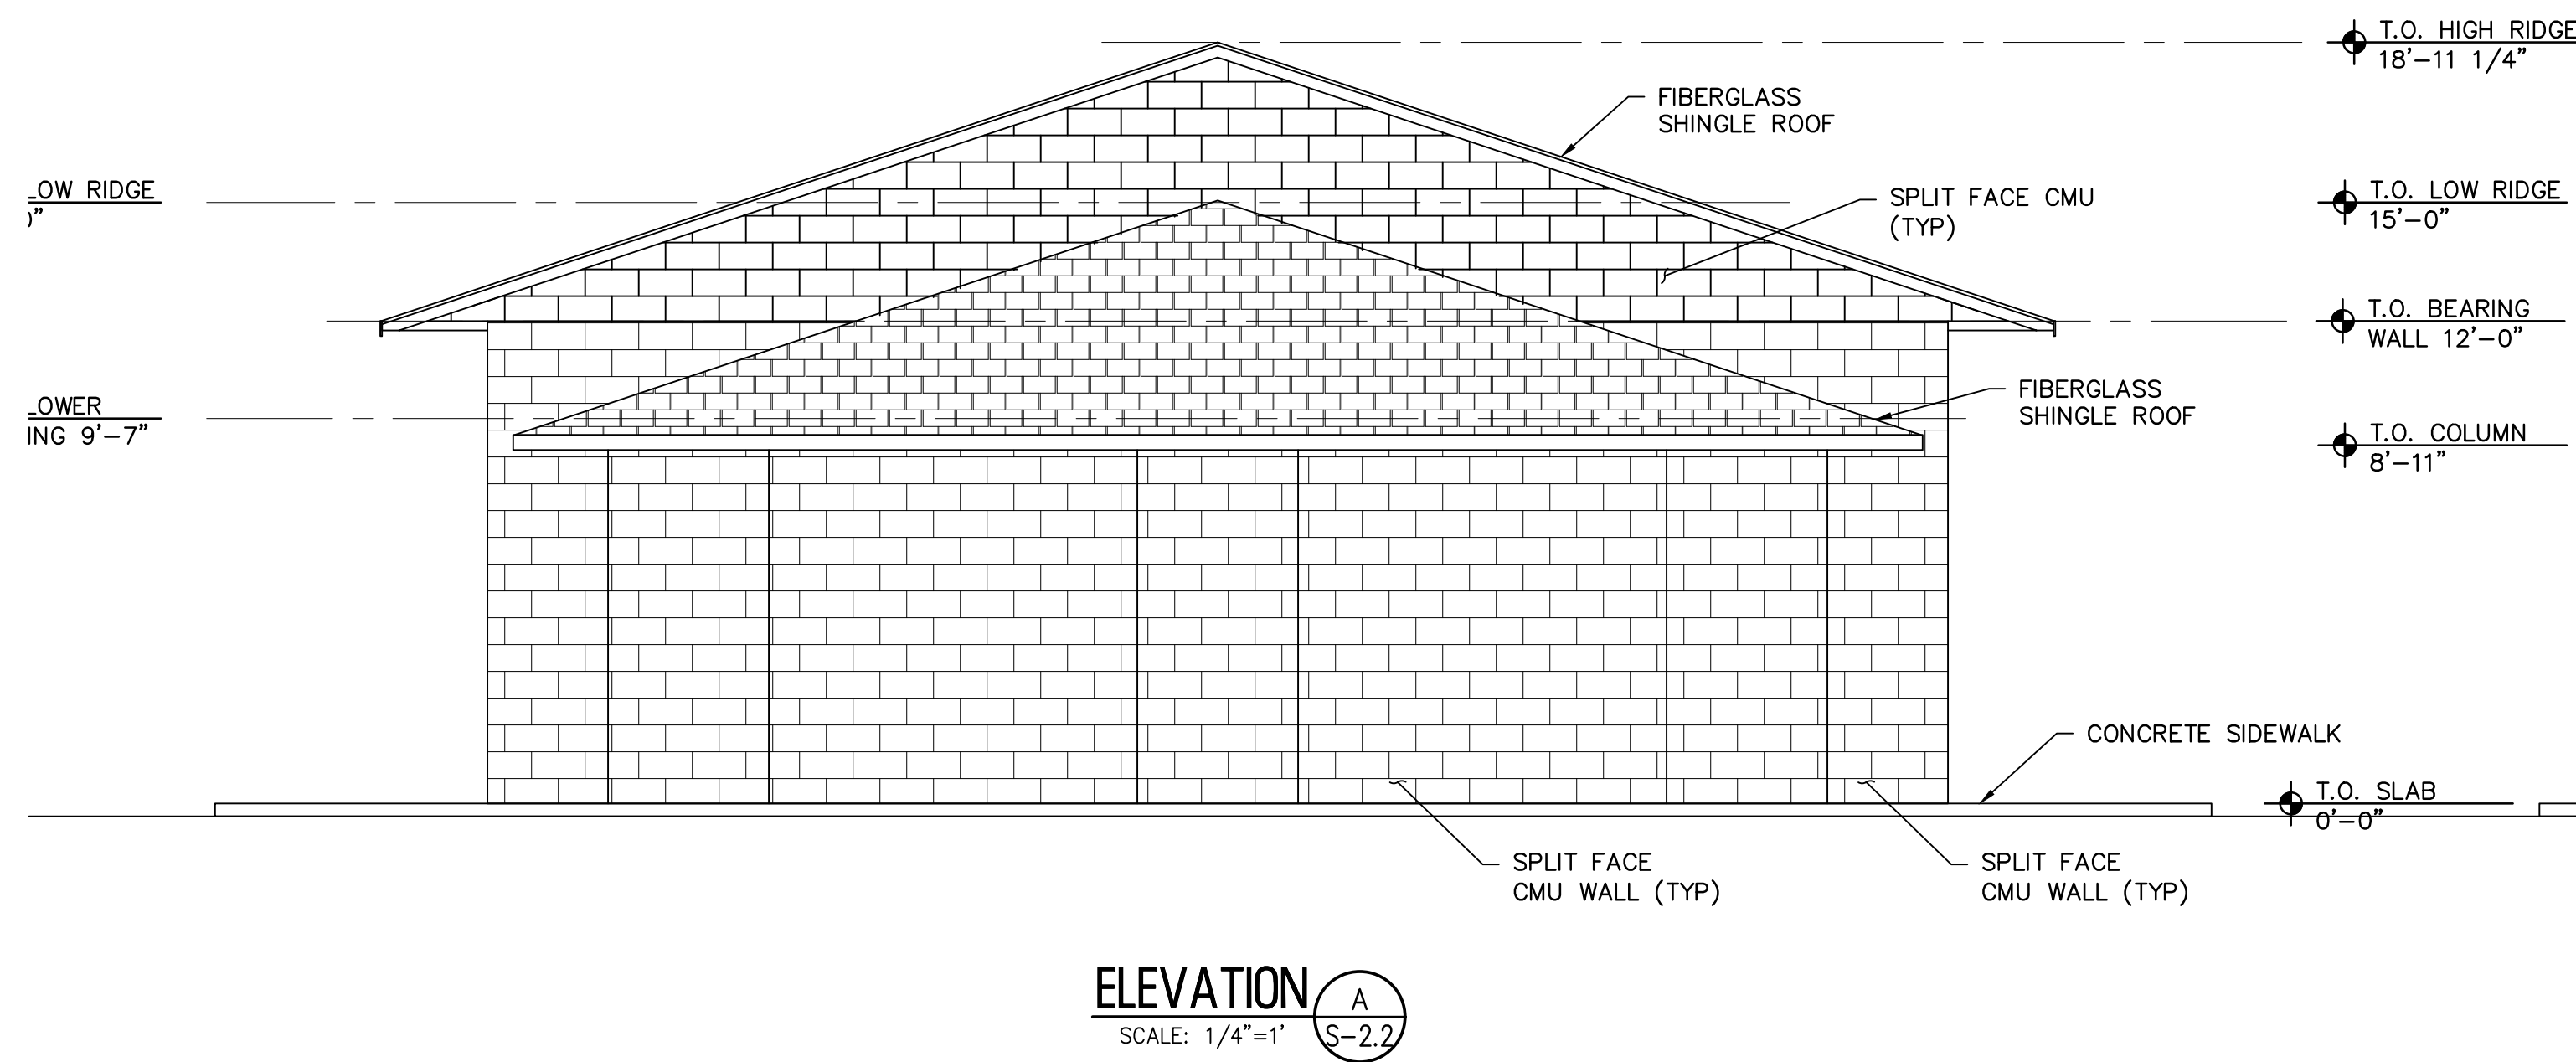 T.O. HIGH RIDGE
18'-11 1/4"
FIBERGLASS
SHINGLE ROOF
LOW RIDGE
T.O. LOW RIDGE
15'-0"
SPLIT FACE CMU
(TYP)
T.O. BEARING
WALL 12'-0"
LOWER
ING 9'-7"
FIBERGLASS
SHINGLE ROOF
T.O. COLUMN
8'-11"
CONCRETE SIDEWALK
T.O. SLAB
0'-0"
SPLIT FACE
CMU WALL (TYP)
SPLIT FACE
CMU WALL (TYP)
ELEVATION
SCALE: 1/4"=1'
A
S-2.2